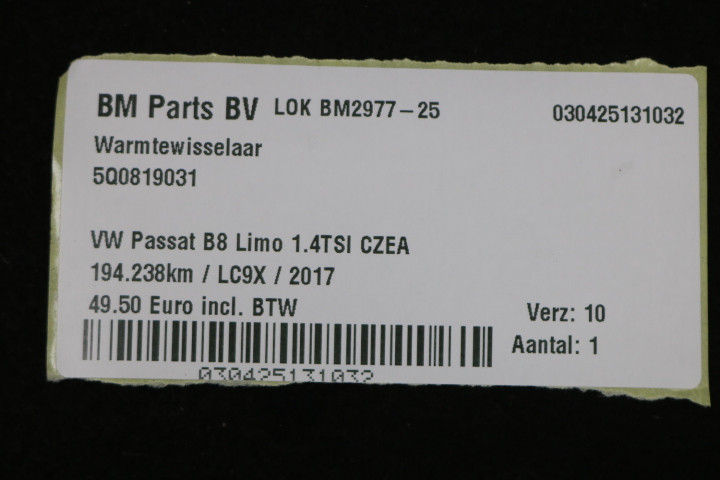 BM Parts BV LOK BM2977-25 030425131032
Warmtewisselaar
5Q0819031
VW Passat B8 Limo 1.4TSI CZEA
194.238km / LC9X / 2017
49.50 Euro incl. BTW
Verz: 10
Aantal: 1
030425131032